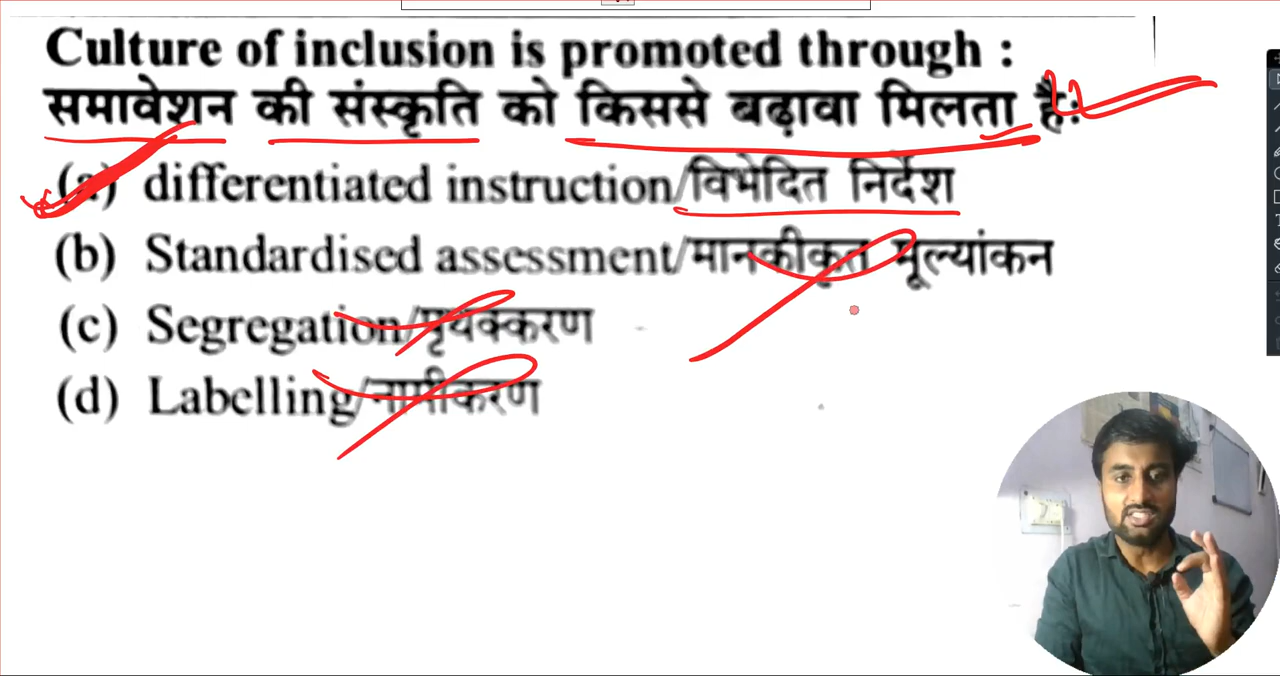 Culture of inclusion is promoted through :
समावेशन की संस्कृति को किससे बढ़ावा मिलता है:
(a) differentiated instruction/विभेदित निर्देश
(b) Standardised assessment/मानकीकृत मूल्यांकन
(c) Segregation/पृथक्करण
(d) Labelling/नामीकरण